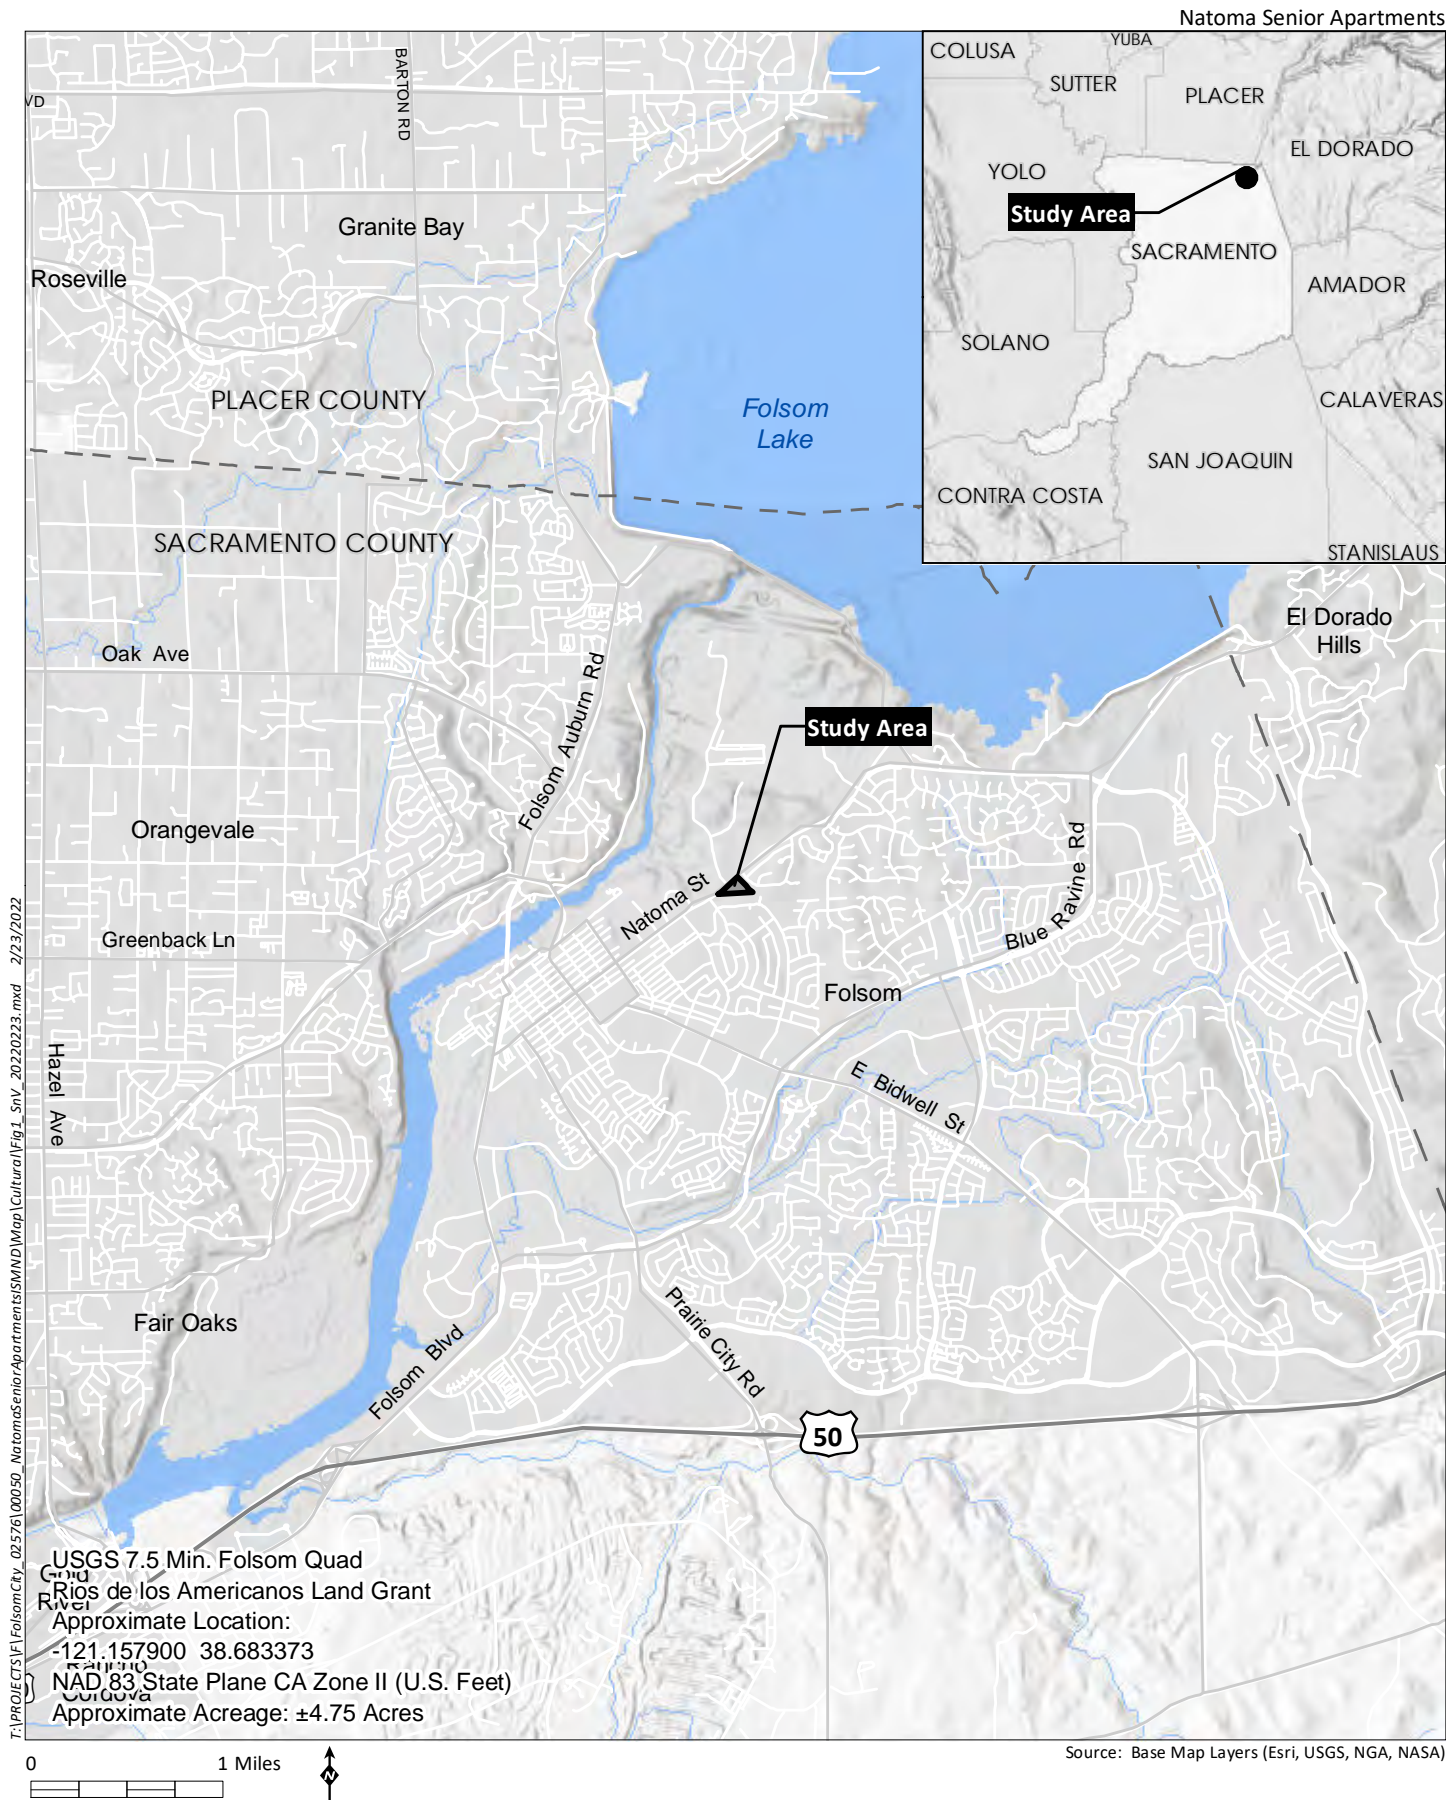 Natoma Senior Apartments
COLUSA
YUBA
SUTTER
PLACER
EL DORADO
YOLO
Study Area
SACRAMENTO
AMADOR
SOLANO
CALAVERAS
SAN JOAQUIN
CONTRA COSTA
STANISLAUS
VD
BARTON RD
Granite Bay
Roseville
PLACER COUNTY
Folsom
Lake
SACRAMENTO COUNTY
El Dorado
Hills
Oak Ave
Folsom Auburn Rd
Study Area
Orangevale
Natoma St
Blue Ravine Rd
Greenback Ln
Folsom
Hazel Ave
E Bidwell St
Fair Oaks
Folsom Blvd
Prairie City Rd
50
Gold
River
Rancho
Cordova
USGS 7.5 Min. Folsom Quad
Rios de los Americanos Land Grant
Approximate Location:
-121.157900 38.683373
NAD 83 State Plane CA Zone II (U.S. Feet)
Approximate Acreage: ±4.75 Acres
T:\PROJECTS\F\FolsomCity_02576\00050_NatomaSeniorApartmentsISMND\Map\Cultural\Fig1_SnV_20220223.mxd 2/23/2022
0 1 Miles
N
Source: Base Map Layers (Esri, USGS, NGA, NASA)